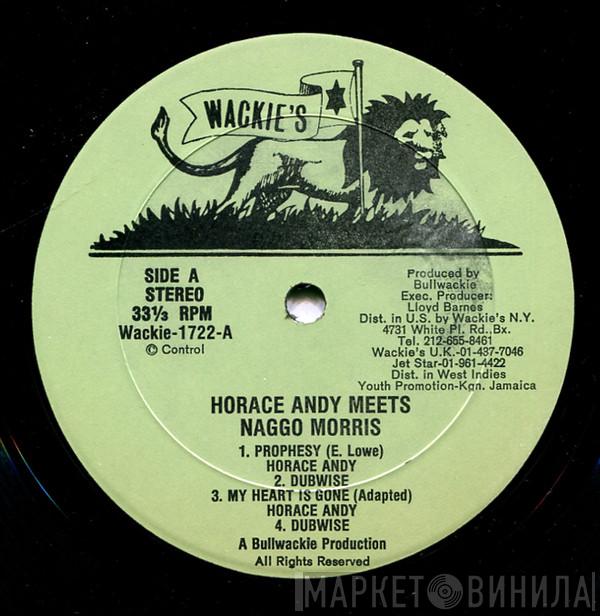 WACKIE'S
SIDE A
STEREO
33⅓ RPM
Wackie-1722-A
© Control
Produced by
Bullwackie
Exec. Producer:
Lloyd Barnes
Dist. in U.S. by Wackie's N.Y.
4731 White Pl. Rd.,Bx.
Tel. 212-655-8461
Wackie's U.K.-01-437-7046
Jet Star-01-961-4422
Dist. in West Indies
Youth Promotion-Kgn. Jamaica
HORACE ANDY MEETS
NAGGO MORRIS
1. PROPHESY (E. Lowe)
HORACE ANDY
2. DUBWISE
3. MY HEART IS GONE (Adapted)
HORACE ANDY
4. DUBWISE
A Bullwackie Production
All Rights Reserved
МАРКЕТ ВИНИЛА